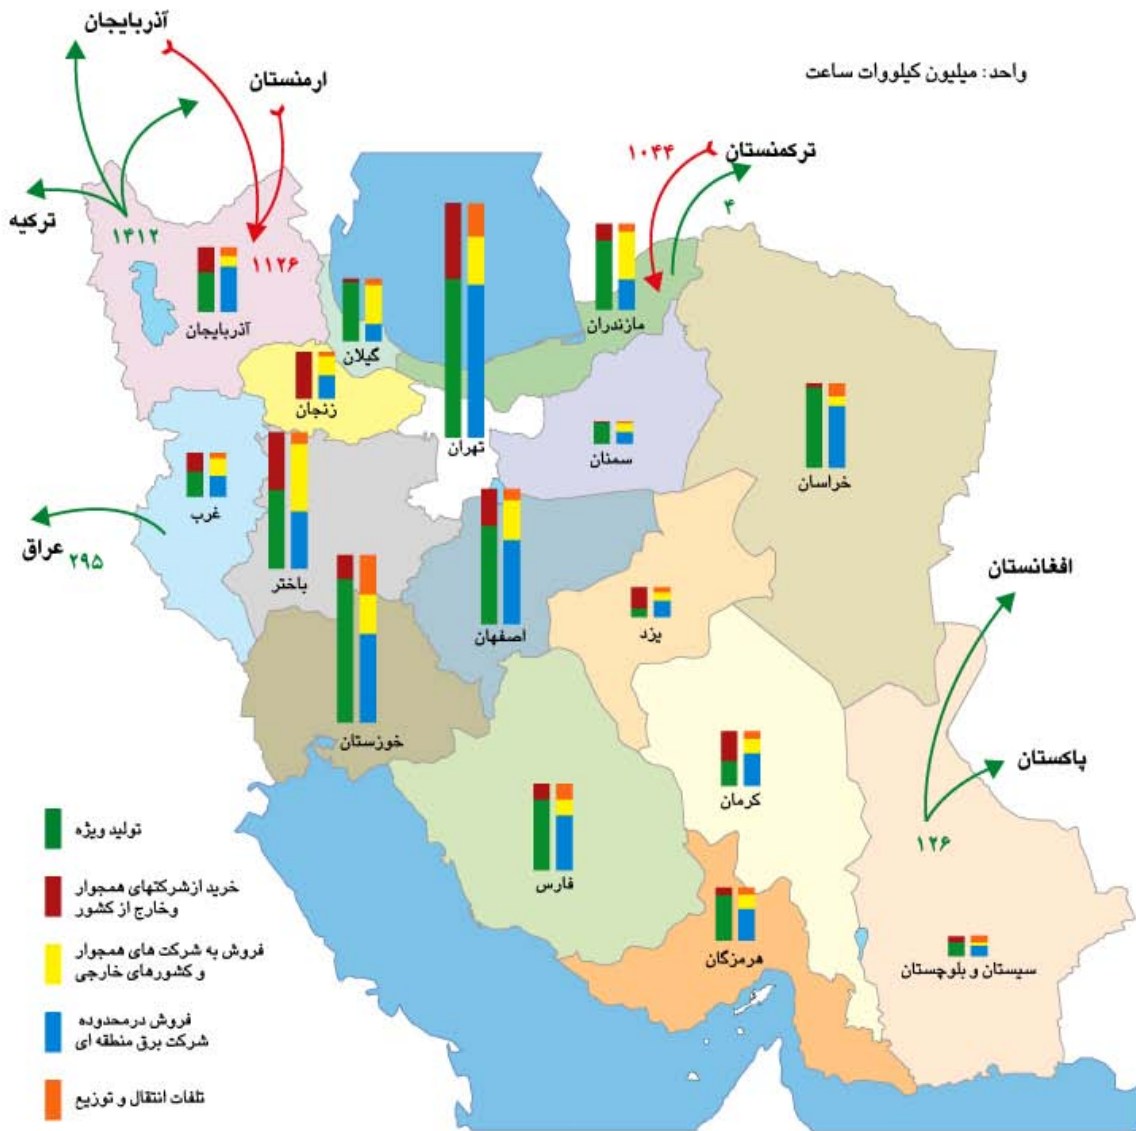 آذربایجان
ارمنستان
واحد: میلیون کیلووات ساعت
۱۰۴۴
ترکمنستان
۴
ترکیه
۱۴۱۲
۱۱۲۶
آذربایجان
گیلان
مازندران
زنجان
تهران
سمنان
خراسان
غرب
عراق
۲۹۵
باختر
اصفهان
یزد
افغانستان
خوزستان
کرمان
پاکستان
۱۲۶
فارس
هرمزگان
سیستان و بلوچستان
تولید ویژه
خرید ازشرکتهای همجوار
وخارج از کشور
فروش به شرکت های همجوار
و کشورهای خارجی
فروش درمحدوده
شرکت برق منطقه ای
تلفات انتقال و توزیع